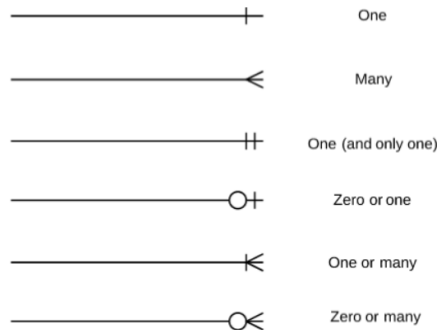 One
Many
One (and only one)
Zero or one
One or many
Zero or many